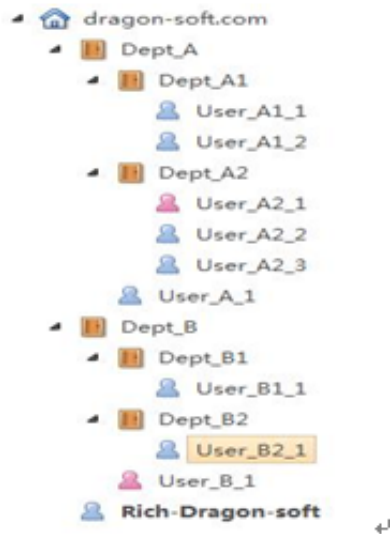 dragon-soft.com
Dept_A
Dept_A1
User_A1_1
User_A1_2
Dept_A2
User_A2_1
User_A2_2
User_A2_3
User_A_1
Dept_B
Dept_B1
User_B1_1
Dept_B2
User_B2_1
User_B_1
Rich-Dragon-soft